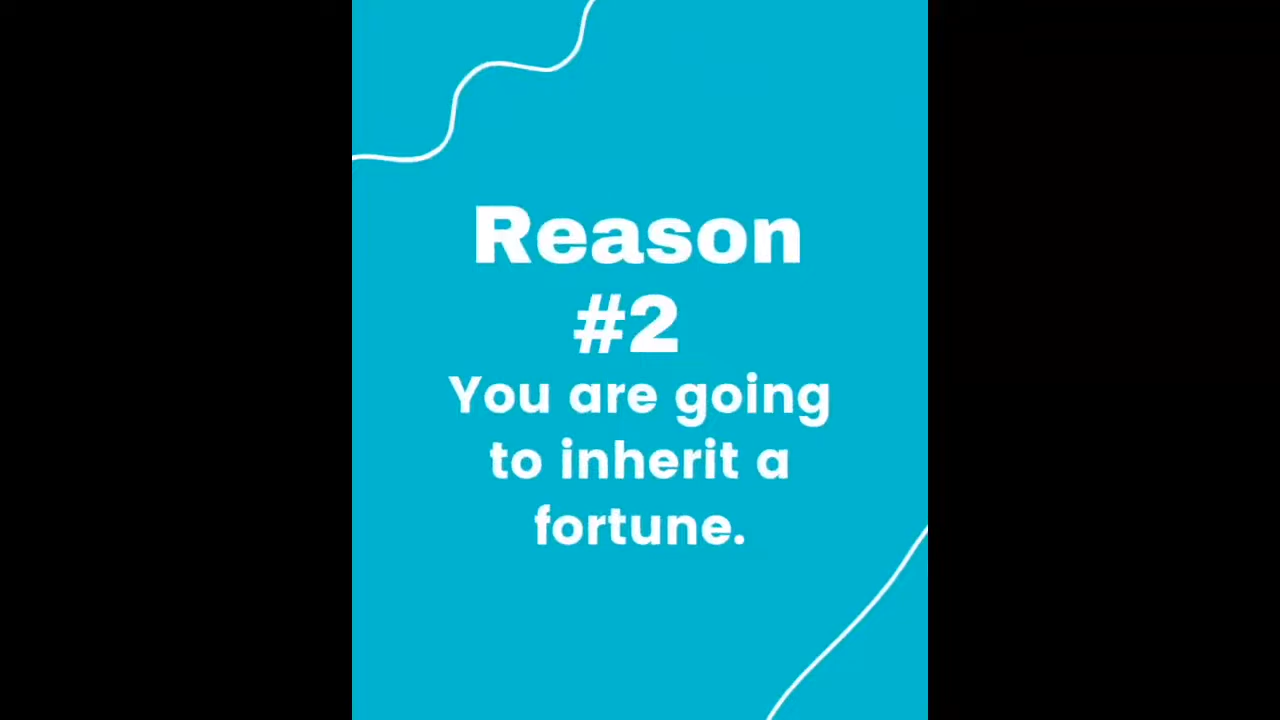 Reason
#2
You are going
to inherit a
fortune.